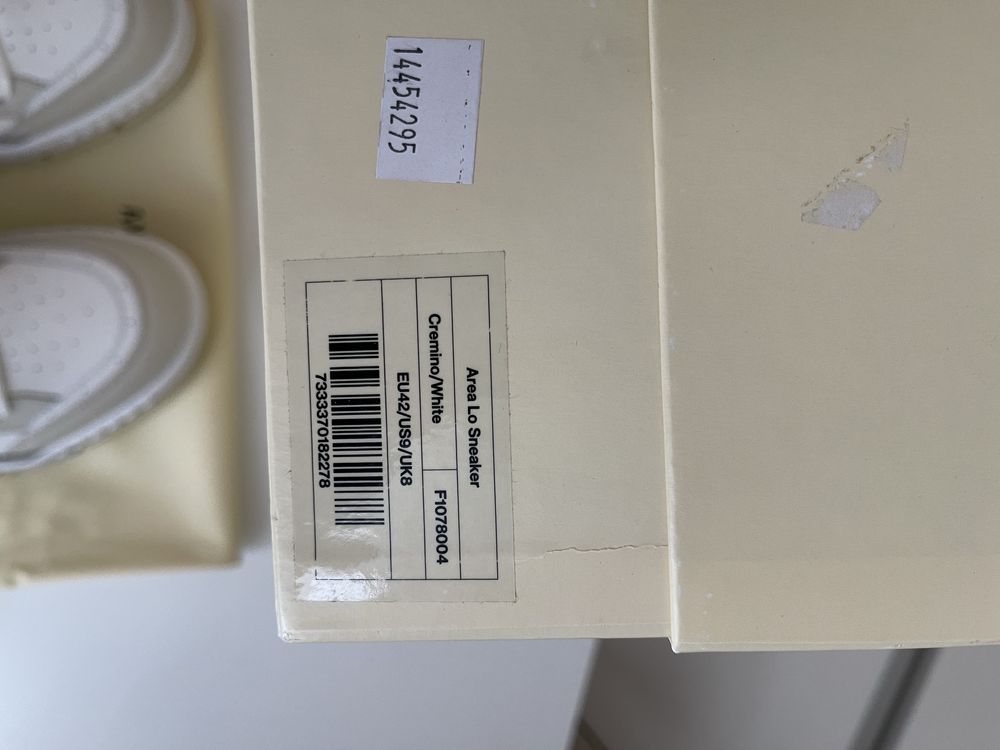 14454295
Area Lo Sneaker
Cremino/White F1078004
EU42/US9/UK8
7333370182278